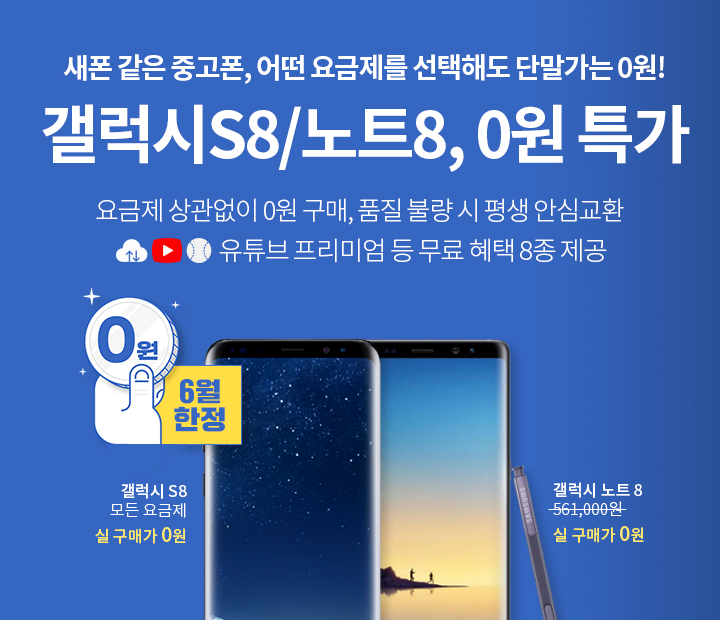 새폰 같은 중고폰, 어떤 요금제를 선택해도 단말가는 0원!
갤럭시S8/노트8, 0원 특가
요금제 상관없이 0원 구매, 품질 불량 시 평생 안심교환
유튜브 프리미엄 등 무료 혜택 8종 제공
0원
6월
한정
갤럭시 S8
모든 요금제
실 구매가 0원
갤럭시 노트 8
561,000원
실 구매가 0원
SAMSUNG